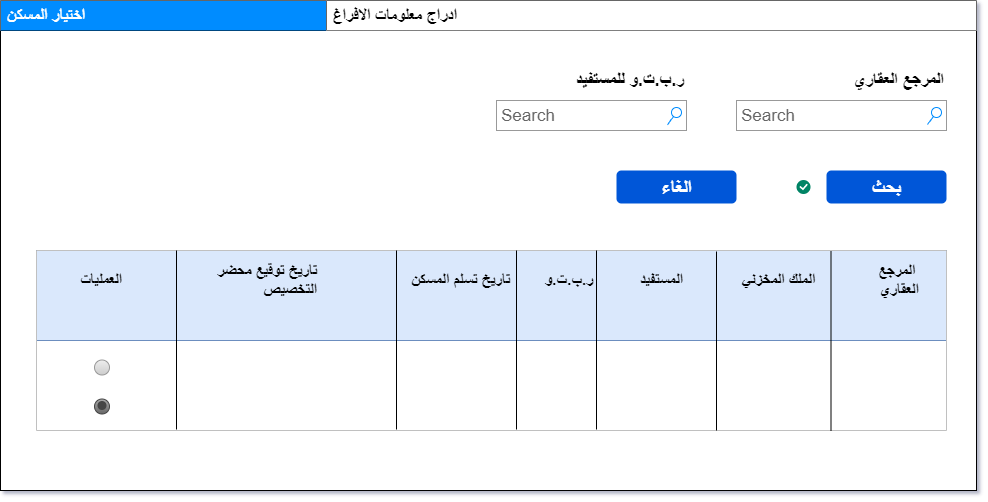 اختيار المسكن
ادراج معلومات الافراغ
المرجع العقاري
ر.ب.ت.و للمستفيد
Search
Search
بحث
الغاء
المرجع
العقاري
الملك المخزني
المستفيد
ر.ب.ت.و
تاريخ تسلم المسكن
تاريخ توقيع محضر
التخصيص
العمليات